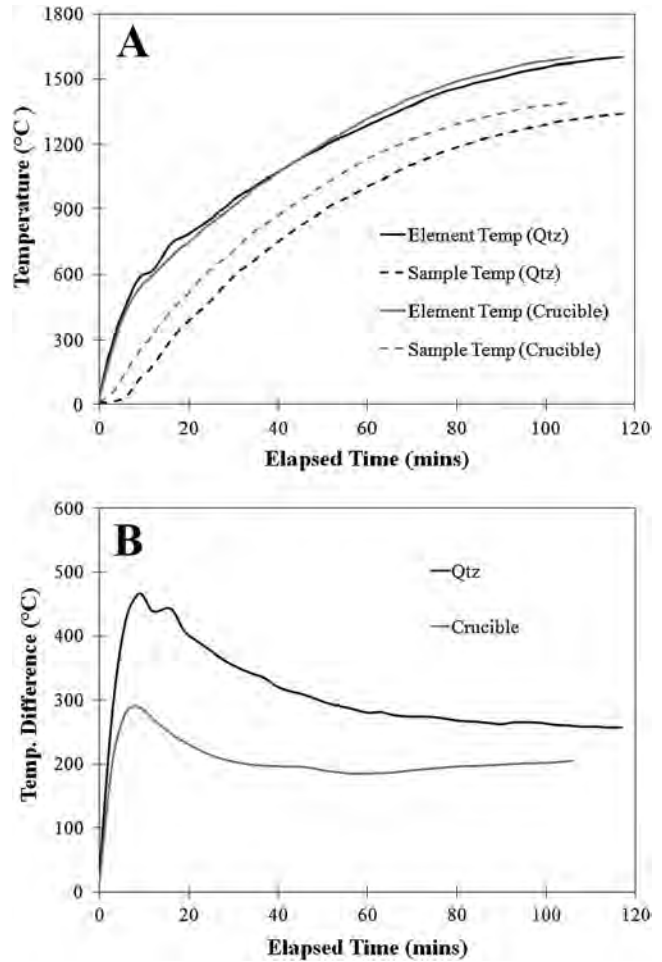 A
1800
1500
1200
900
600
300
0
Temperature (°C)
Element Temp (Qtz)
Sample Temp (Qtz)
Element Temp (Crucible)
Sample Temp (Crucible)
0 20 40 60 80 100 120
Elapsed Time (mins)
B
600
500
400
300
200
100
0
Temp. Difference (°C)
Qtz
Crucible
0 20 40 60 80 100 120
Elapsed Time (mins)